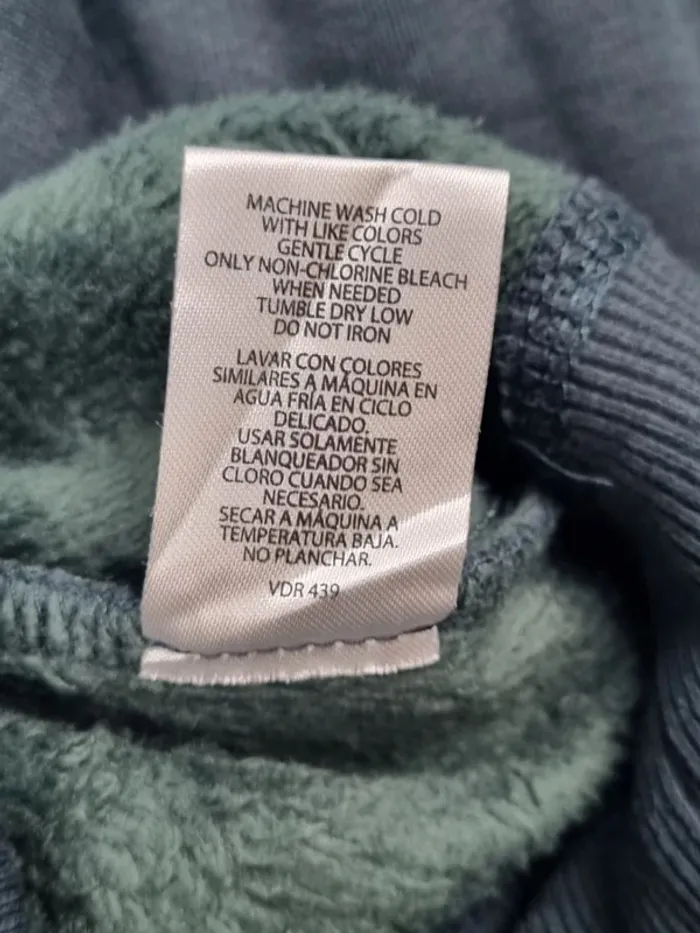 MACHINE WASH COLD
WITH LIKE COLORS
GENTLE CYCLE
ONLY NON-CHLORINE BLEACH
WHEN NEEDED
TUMBLE DRY LOW
DO NOT IRON
LAVAR CON COLORES
SIMILARES A MÁQUINA EN
AGUA FRÍA EN CICLO
DELICADO.
USAR SOLAMENTE
BLANQUEADOR SIN
CLORO CUANDO SEA
NECESARIO.
SECAR A MÁQUINA A
TEMPERATURA BAJA.
NO PLANCHAR.
VDR 439